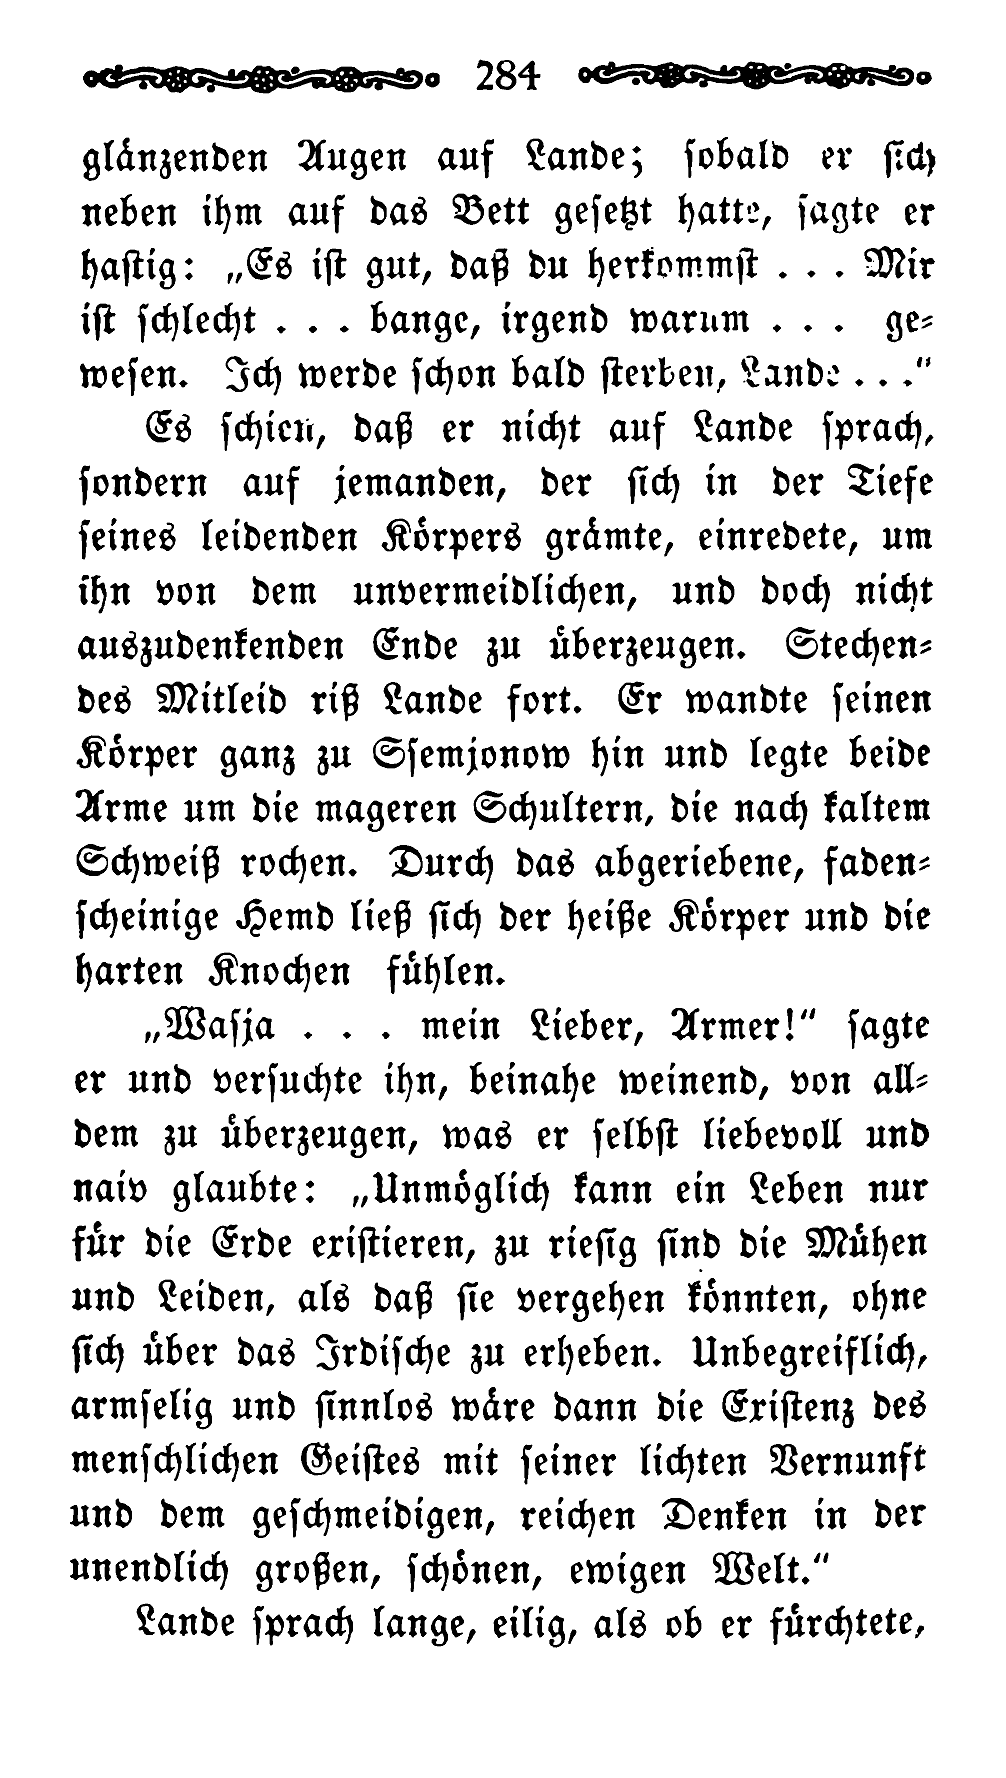 284
glänzenden Augen auf Lande; sobald er sich
neben ihm auf das Bett gesetzt hatte, sagte er
hastig: „Es ist gut, daß du herkommst . . . Mir
ist schlecht . . . bange, irgend warum . . . ge-
wesen. Ich werde schon bald sterben, Lande . . .“
Es schien, daß er nicht auf Lande sprach,
sondern auf jemanden, der sich in der Tiefe
seines leidenden Körpers grämte, einredete, um
ihn von dem unvermeidlichen, und doch nicht
auszudenkenden Ende zu überzeugen. Stechen-
des Mitleid riß Lande fort. Er wandte seinen
Körper ganz zu Ssemjonow hin und legte beide
Arme um die mageren Schultern, die nach kaltem
Schweiß rochen. Durch das abgeriebene, faden-
scheinige Hemd ließ sich der heiße Körper und die
harten Knochen fühlen.
„Wasja . . . mein Lieber, Armer!“ sagte
er und versuchte ihn, beinahe weinend, von all-
dem zu überzeugen, was er selbst liebevoll und
naiv glaubte: „Unmöglich kann ein Leben nur
für die Erde existieren, zu riesig sind die Mühen
und Leiden, als daß sie vergehen könnten, ohne
sich über das Irdische zu erheben. Unbegreiflich,
armselig und sinnlos wäre dann die Existenz des
menschlichen Geistes mit seiner lichten Vernunft
und dem geschmeidigen, reichen Denken in der
unendlich großen, schönen, ewigen Welt.“
Lande sprach lange, eilig, als ob er fürchtete,